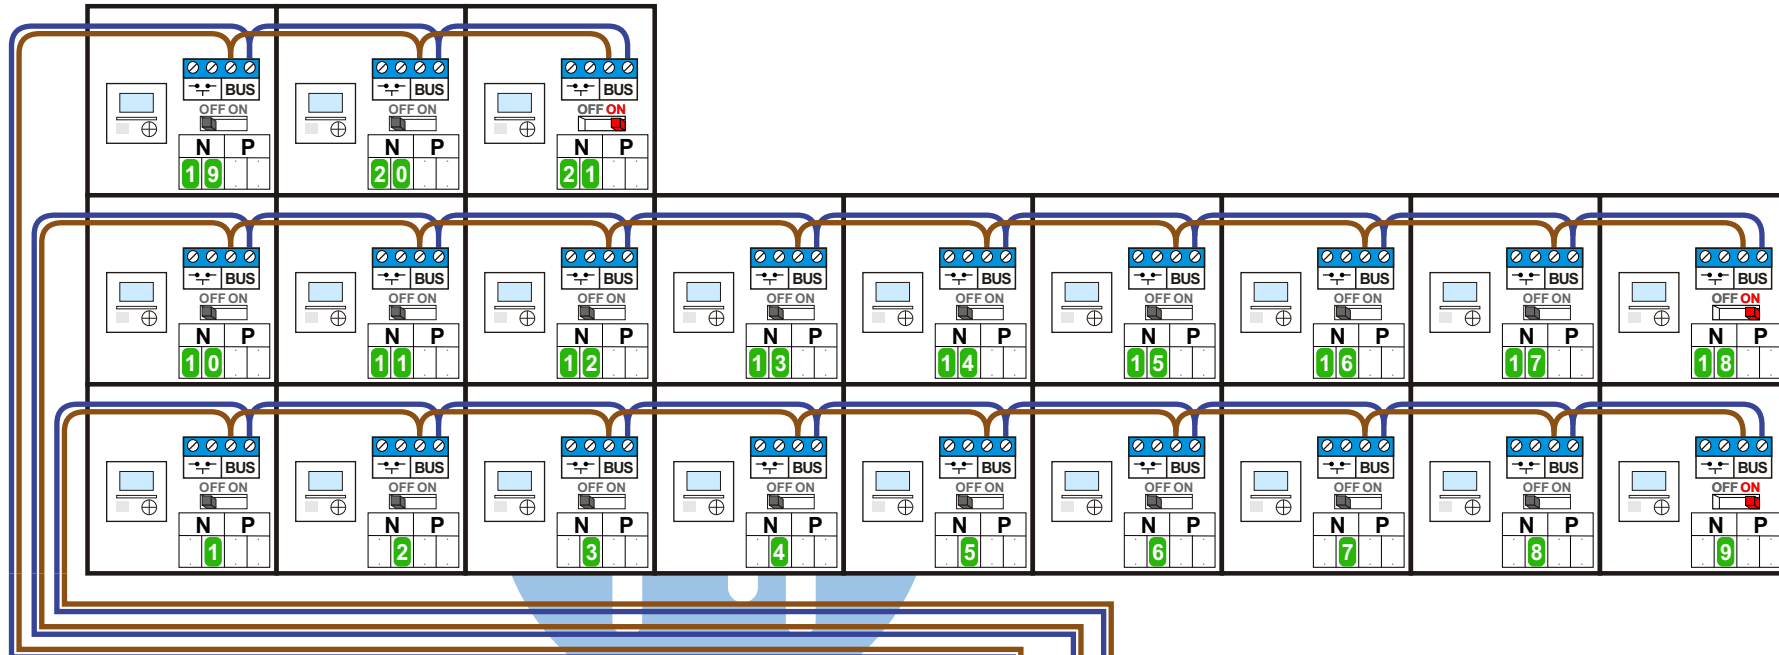 BUS BUS BUS
OFF ON OFF ON OFF ON
N P N P N P
19 20 21
BUS BUS BUS BUS BUS BUS BUS BUS BUS
OFF ON OFF ON OFF ON OFF ON OFF ON OFF ON OFF ON OFF ON OFF ON
N P N P N P N P N P N P N P N P N P
10 11 12 13 14 15 16 17 18
BUS BUS BUS BUS BUS BUS BUS BUS BUS
OFF ON OFF ON OFF ON OFF ON OFF ON OFF ON OFF ON OFF ON OFF ON
N P N P N P N P N P N P N P N P N P
1 2 3 4 5 6 7 8 9